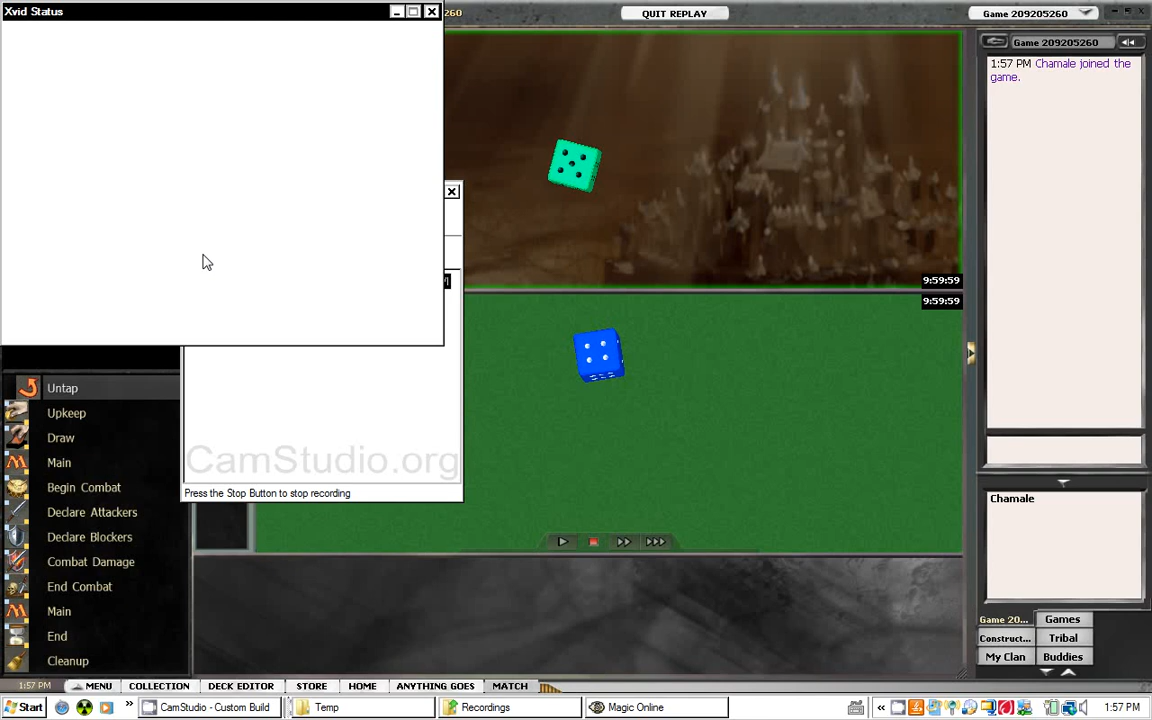 Xvid Status
260
QUIT REPLAY
Game 209205260
Game 209205260
1:57 PM Chamale joined the
game.
9:59:59
9:59:59
Untap
Upkeep
Draw
Main
Begin Combat
Declare Attackers
Declare Blockers
Combat Damage
End Combat
Main
End
Cleanup
CamStudio.org
Press the Stop Button to stop recording
Chamale
Game 20...
Games
Construct...
Tribal
My Clan
Buddies
1:57 PM
MENU
COLLECTION
DECK EDITOR
STORE
HOME
ANYTHING GOES
MATCH
Start
CamStudio - Custom Build
Temp
Recordings
Magic Online
1:57 PM